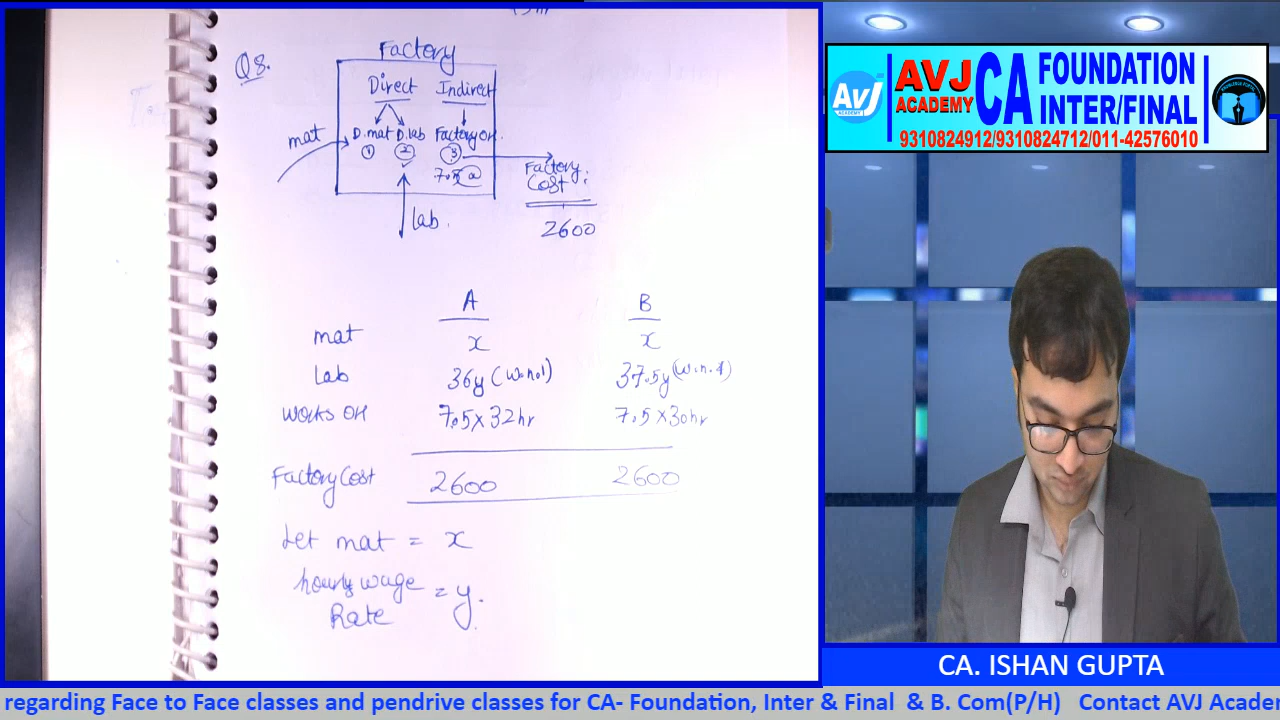 Q8.
Factory
Direct Indirect
D.mat D.lab Factory OH.
① ② ③
7.5 @
mat
lab.
Factory
Cost:
2600
A B
mat x x
Lab 36y (W.n.1) 37.5y (W.n.1)
Works OH 7.5 x 32hr 7.5 x 30hr
Factory Cost 2600 2600
Let mat = x
hourly wage
Rate = y.
AVJ
ACADEMY
CA FOUNDATION
INTER/FINAL
9310824912/9310824712/011-42576010
AVJ
ACADEMY
CA. ISHAN GUPTA
regarding Face to Face classes and pendrive classes for CA- Foundation, Inter & Final & B. Com(P/H) Contact AVJ Acade